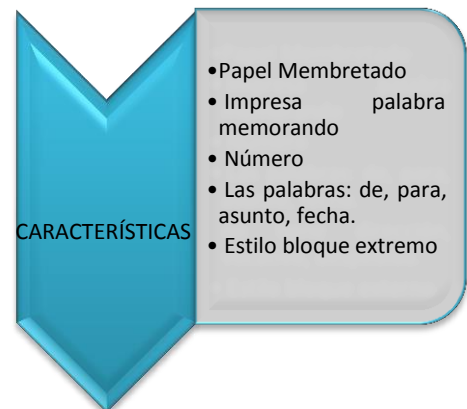 CARACTERÍSTICAS
•Papel Membretado
• Impresa palabra
memorando
• Número
• Las palabras: de, para,
asunto, fecha.
• Estilo bloque extremo